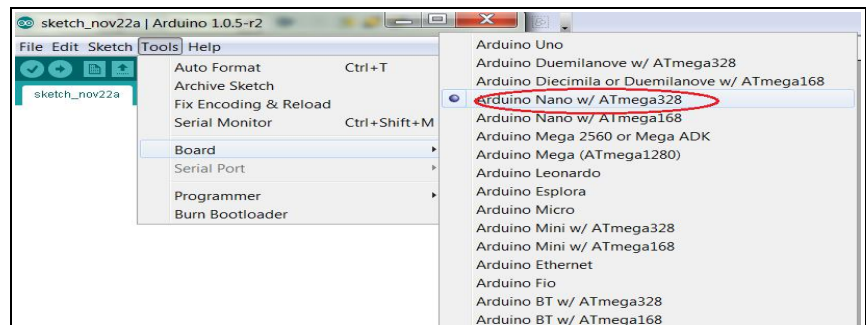 sketch_nov22a | Arduino 1.0.5-r2
File Edit Sketch Tools Help
sketch_nov22a
Auto Format Ctrl+T
Archive Sketch
Fix Encoding & Reload
Serial Monitor Ctrl+Shift+M
Board
Serial Port
Programmer
Burn Bootloader
Arduino Uno
Arduino Duemilanove w/ ATmega328
Arduino Diecimila or Duemilanove w/ ATmega168
Arduino Nano w/ ATmega328
Arduino Nano w/ ATmega168
Arduino Mega 2560 or Mega ADK
Arduino Mega (ATmega1280)
Arduino Leonardo
Arduino Esplora
Arduino Micro
Arduino Mini w/ ATmega328
Arduino Mini w/ ATmega168
Arduino Ethernet
Arduino Fio
Arduino BT w/ ATmega328
Arduino BT w/ ATmega168